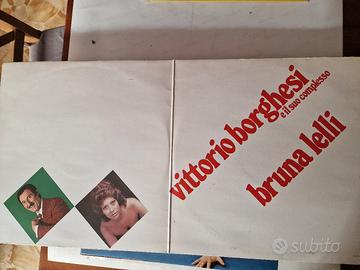 vittorio borghesi
e il suo complesso
bruna lelli
subito